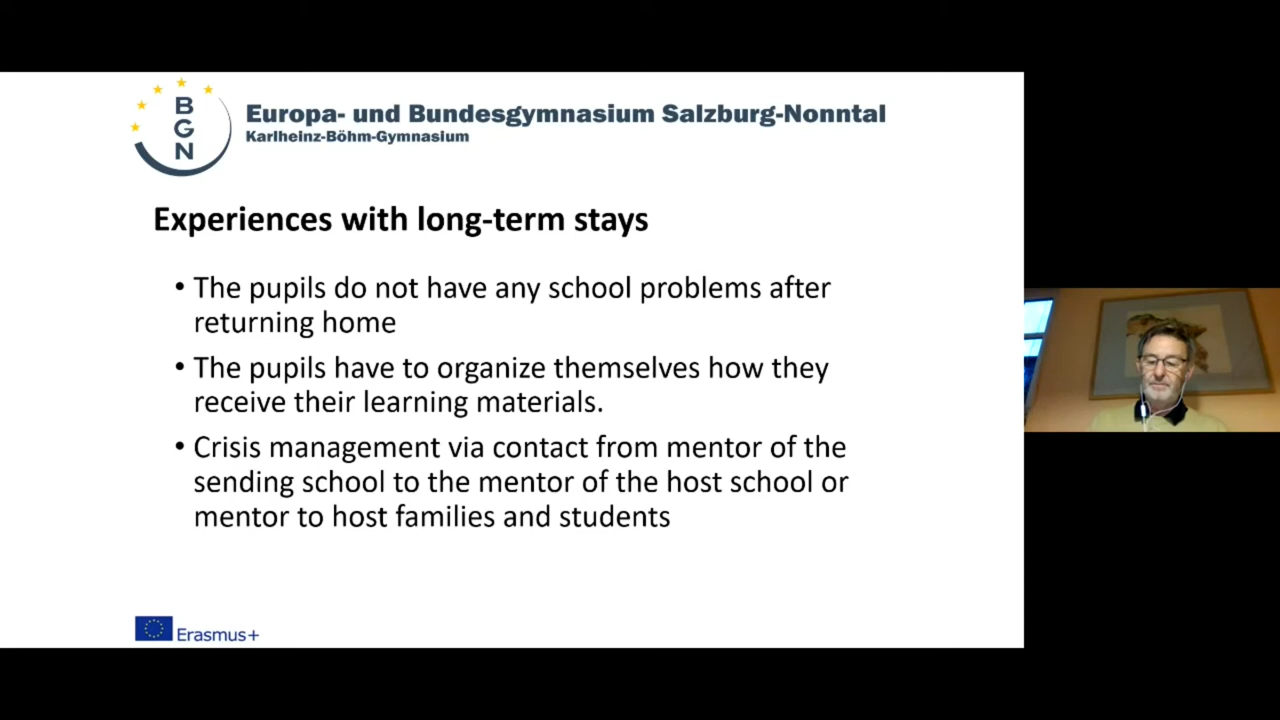 B
G
N
Europa- und Bundesgymnasium Salzburg-Nonntal
Karlheinz-Böhm-Gymnasium
Experiences with long-term stays
• The pupils do not have any school problems after
returning home
• The pupils have to organize themselves how they
receive their learning materials.
• Crisis management via contact from mentor of the
sending school to the mentor of the host school or
mentor to host families and students
Erasmus+